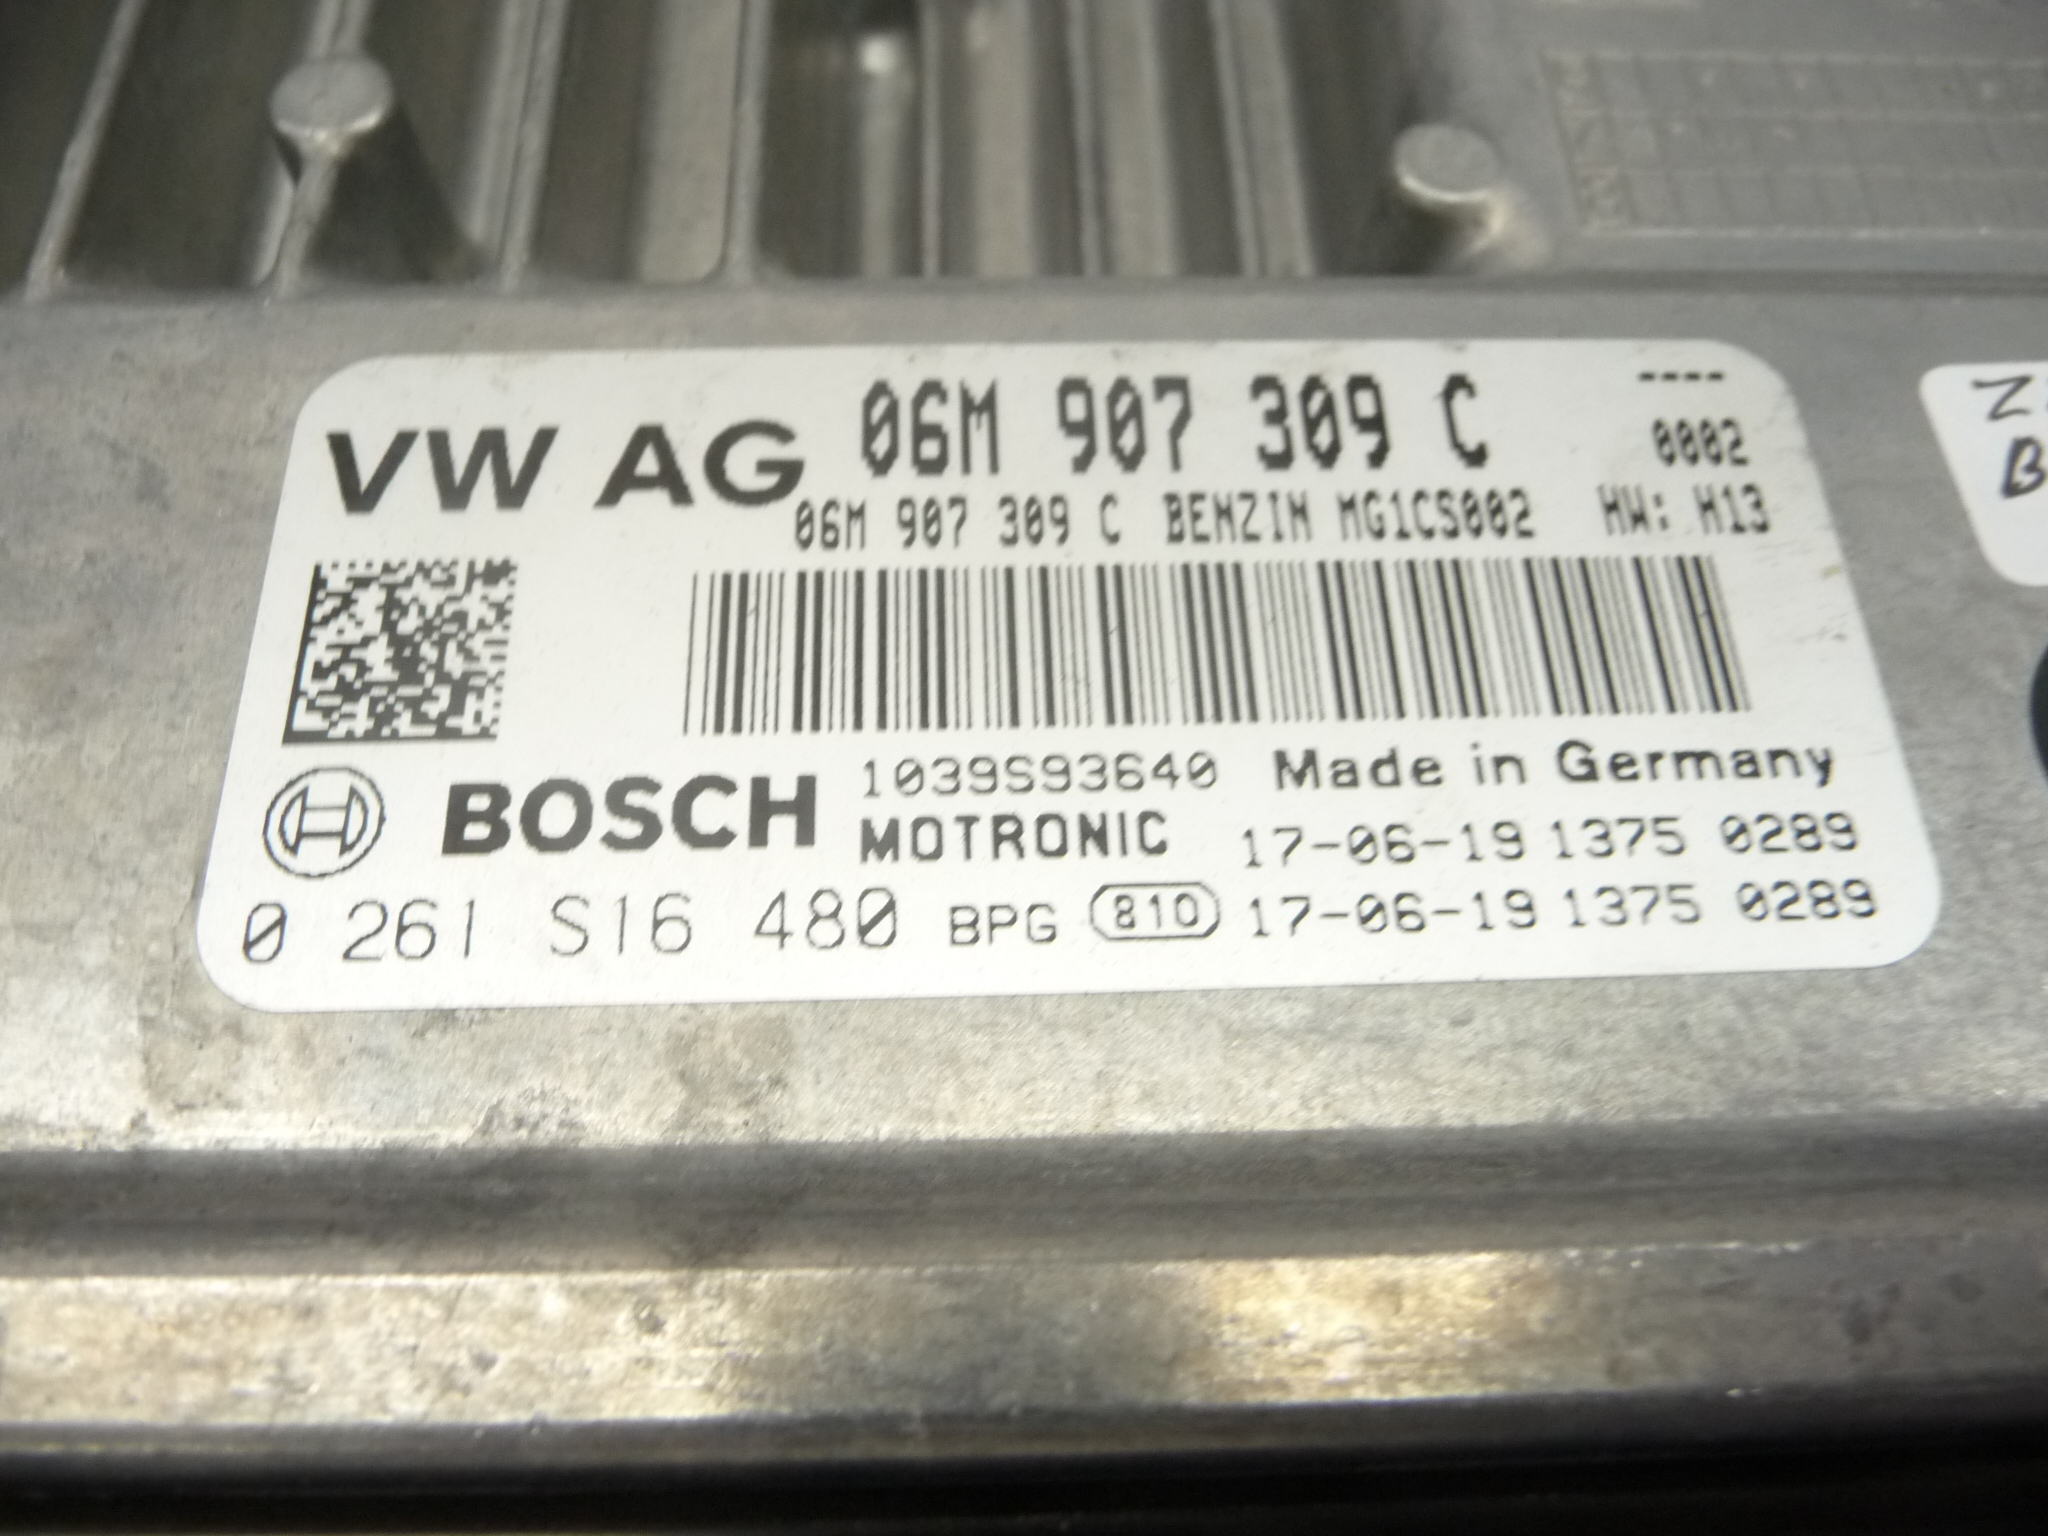 VW AG 06M 907 309 C ----
0002
06M 907 309 C BENZIN MG1CS002 HW: H13
BOSCH 1039S93640 Made in Germany
MOTRONIC 17-06-19 1375 0289
0 261 S16 480 BPG 810 17-06-19 1375 0289